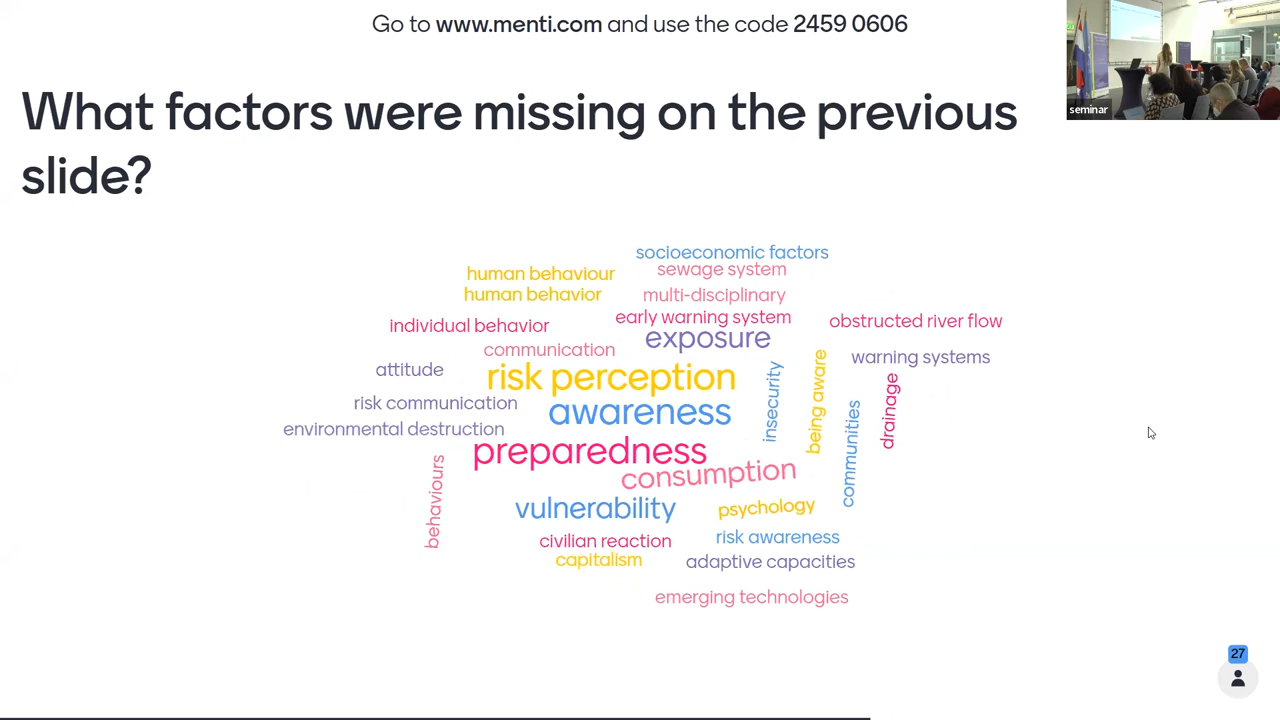 Go to www.menti.com and use the code 2459 0606
What factors were missing on the previous
slide?
seminar
socioeconomic factors
sewage system
human behaviour
human behavior
multi-disciplinary
early warning system
obstructed river flow
individual behavior
exposure
communication
warning systems
attitude
risk perception
insecurity
being aware
drainage
risk communication
awareness
communities
environmental destruction
preparedness
consumption
behaviours
vulnerability
psychology
civilian reaction
risk awareness
capitalism
adaptive capacities
emerging technologies
27